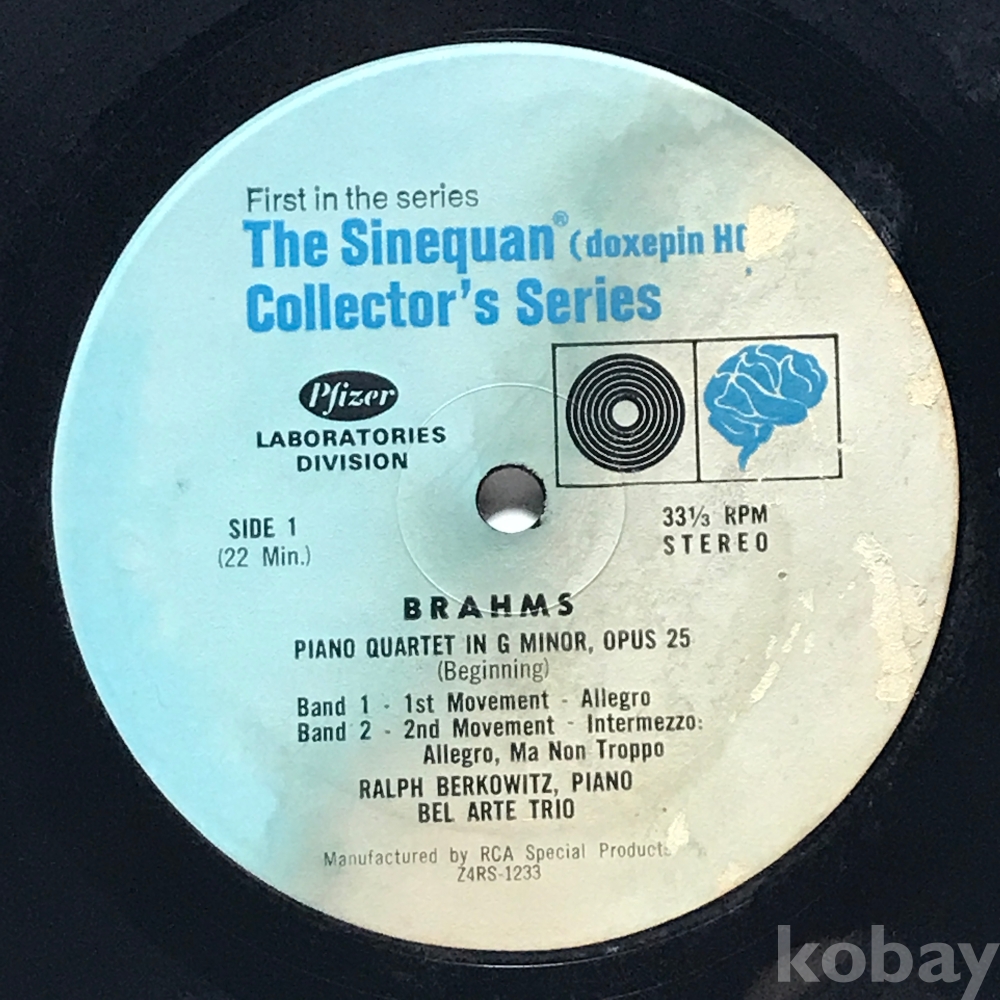 First in the series
The Sinequan® (doxepin HC
Collector's Series
Pfizer
LABORATORIES
DIVISION
SIDE 1
(22 Min.)
33⅓ RPM
STEREO
BRAHMS
PIANO QUARTET IN G MINOR, OPUS 25
(Beginning)
Band 1 - 1st Movement - Allegro
Band 2 - 2nd Movement - Intermezzo:
Allegro, Ma Non Troppo
RALPH BERKOWITZ, PIANO
BEL ARTE TRIO
Manufactured by RCA Special Products
Z4RS-1233
kobay